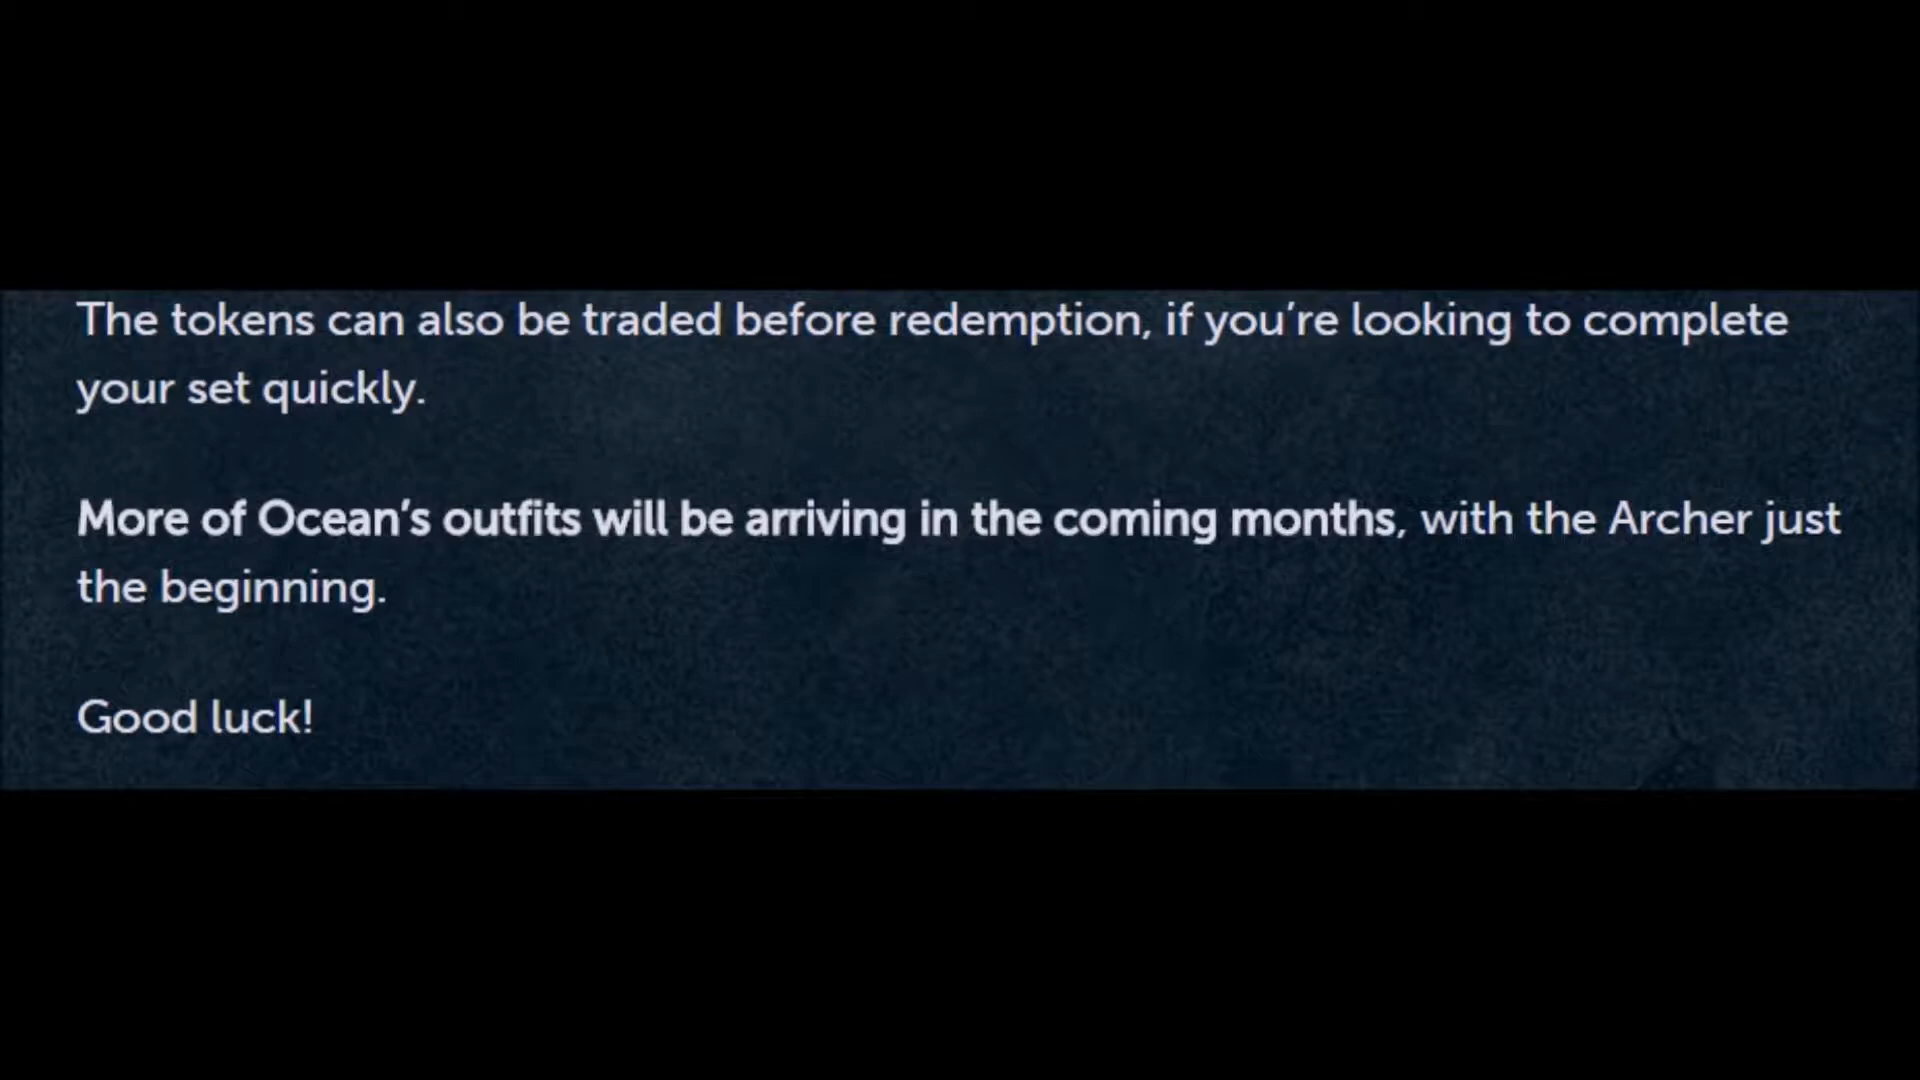 The tokens can also be traded before redemption, if you’re looking to complete
your set quickly.
More of Ocean’s outfits will be arriving in the coming months, with the Archer just
the beginning.
Good luck!